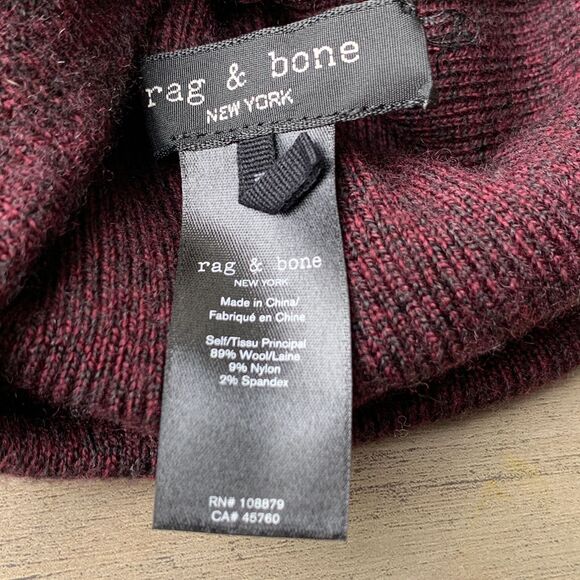 rag & bone
NEW YORK
rag & bone
NEW YORK
Made in China/
Fabriqué en Chine
Self/Tissu Principal
89% Wool/Laine
9% Nylon
2% Spandex
RN# 108879
CA# 45760